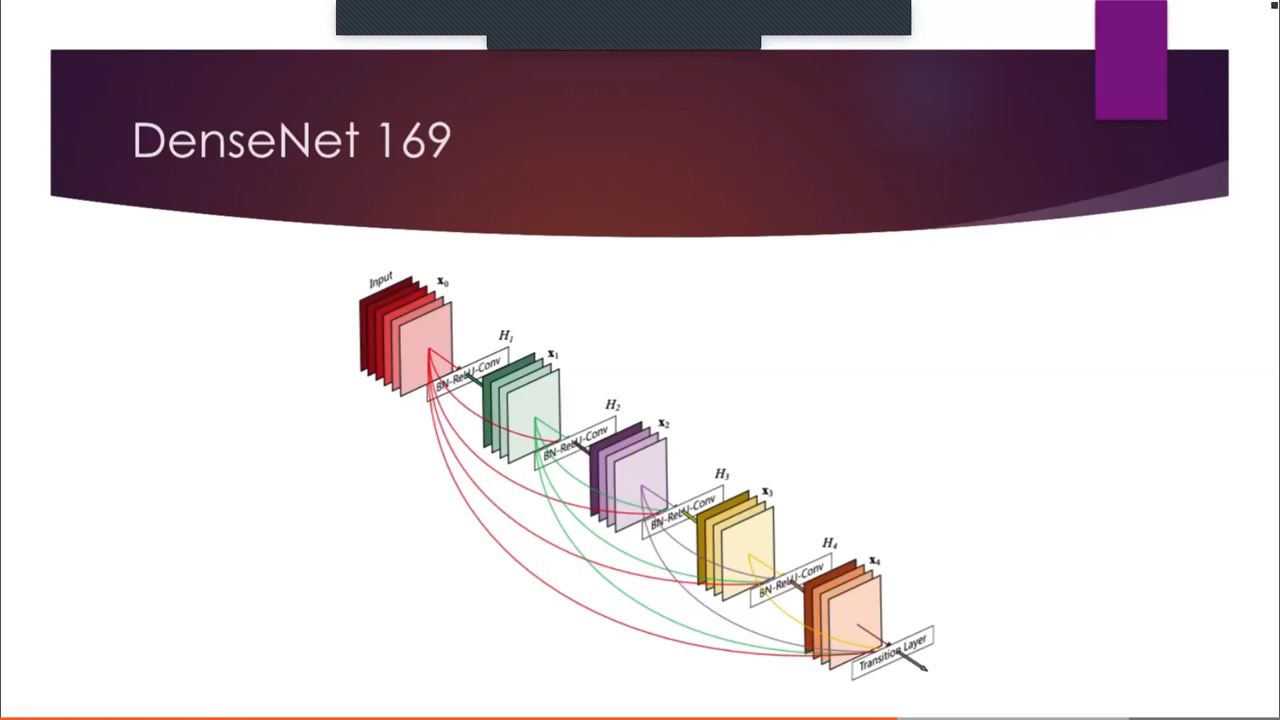 DenseNet 169
Input
x0
H1
BN-ReLU-Conv
x1
H2
BN-ReLU-Conv
x2
H3
BN-ReLU-Conv
x3
H4
BN-ReLU-Conv
x4
Transition Layer